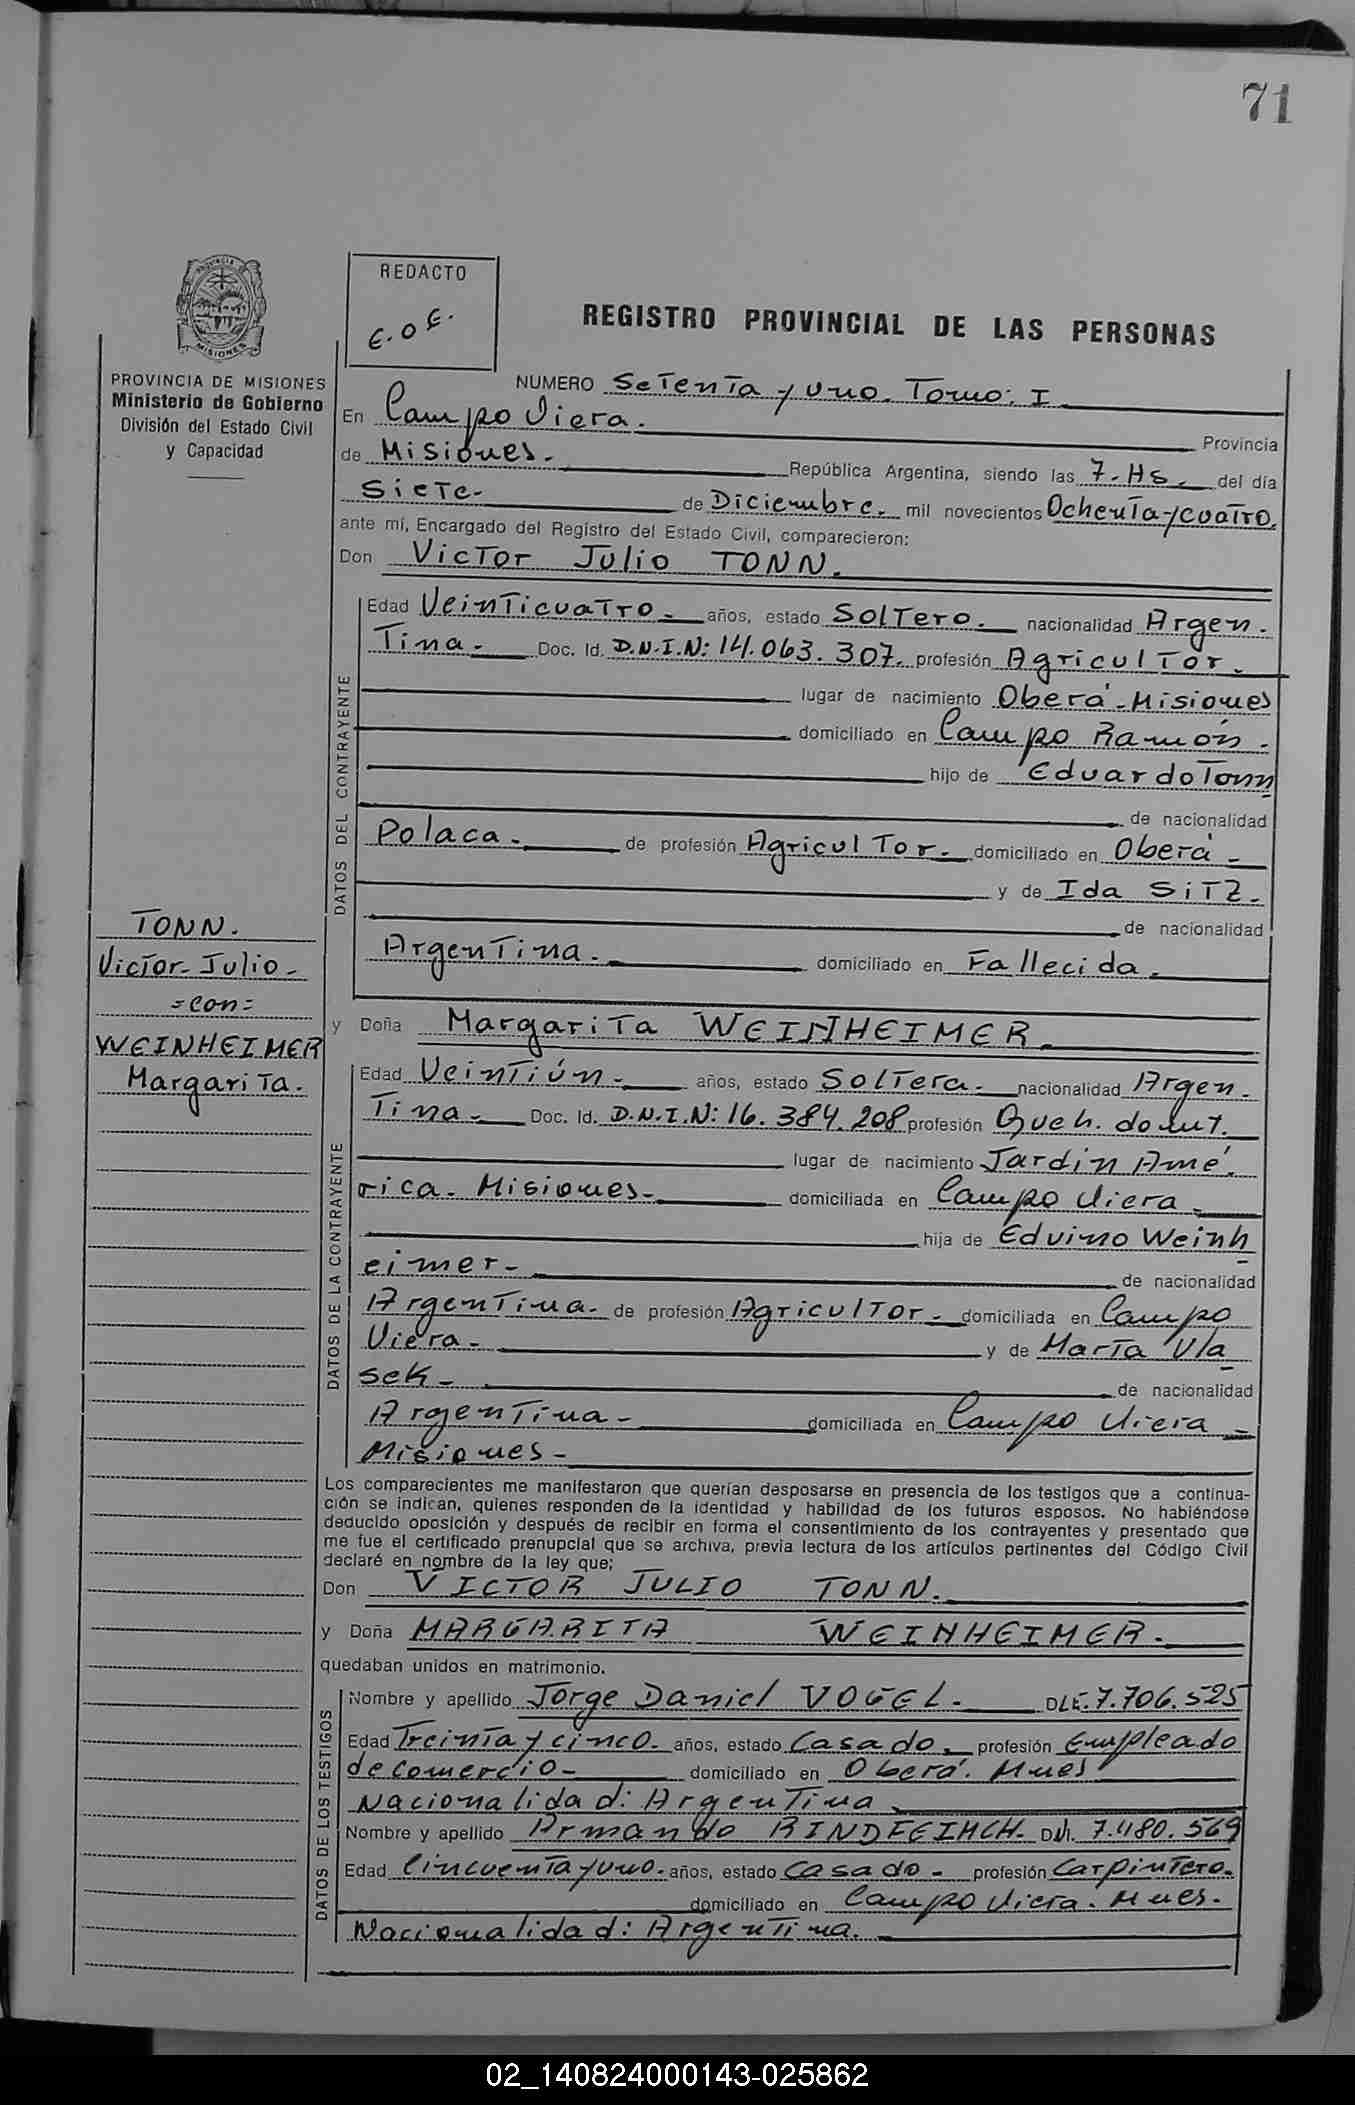 71
REDACTO
E. O. E.
REGISTRO PROVINCIAL DE LAS PERSONAS
PROVINCIA DE MISIONES
Ministerio de Gobierno
División del Estado Civil
y Capacidad
NUMERO Setenta y uno. Tomo: I
En Campo Viera. Provincia
de Misiones. República Argentina, siendo las 7. Hs. del día
Siete de Diciembre. mil novecientos Ochenta y cuatro.
ante mí, Encargado del Registro del Estado Civil, comparecieron:
Don Victor Julio TONN.
DATOS DEL CONTRAYENTE
Edad Veinticuatro. años, estado Soltero. nacionalidad Argen.
Tina. Doc. Id. D.N.I.N: 14.063.307. profesión Agricultor.
lugar de nacimiento Oberá-Misiones
domiciliado en Campo Ramón.
hijo de Eduardo Tonn
de nacionalidad
Polaca. de profesión Agricultor. domiciliado en Oberá
y de Ida SiTZ.
de nacionalidad
Argentina. domiciliado en Fallecida.
TONN.
Victor-Julio-
=con=
WEINHEIMER
Margarita.
y Doña Margarita WEINHEIMER.
DATOS DE LA CONTRAYENTE
Edad Veintiún. años, estado Soltera. nacionalidad Argen.
Tina. Doc. Id. D.N.I.N: 16.384.208 profesión Queh. domt.
lugar de nacimiento Jardin Amé.
rica. Misiones. domiciliada en Campo Viera
hija de Edvino Weinh
eimer. de nacionalidad
Argentina. de profesión Agricultor. domiciliada en Campo
Viera. y de María Vla
sek. de nacionalidad
Argentina. domiciliada en Campo Viera
Misiones
Los comparecientes me manifestaron que querían desposarse en presencia de los testigos que a continua-
ción se indican, quienes responden de la identidad y habilidad de los futuros esposos. No habiéndose
deducido oposición y después de recibir en forma el consentimiento de los contrayentes y presentado que
me fue el certificado prenupcial que se archiva, previa lectura de los artículos pertinentes del Código Civil
declaré en nombre de la ley que;
Don VICTOR JULIO TONN.
y Doña MARGARITA WEINHEIMER.
quedaban unidos en matrimonio.
DATOS DE LOS TESTIGOS
Nombre y apellido Jorge Daniel VOGEL. DLE. 7.706.525
Edad Treinta y cinco. años, estado Casado. profesión Empleado
de comercio domiciliado en Oberá. Mnes
Nacionalidad: Argentina
Nombre y apellido Armando DNI. 7.480.569
Edad Cincuenta y uno. años, estado Casado profesión Carpintero.
domiciliado en Campo Viera. Mnes.
Nacionalidad: Argentina.
02_140824000143-025862